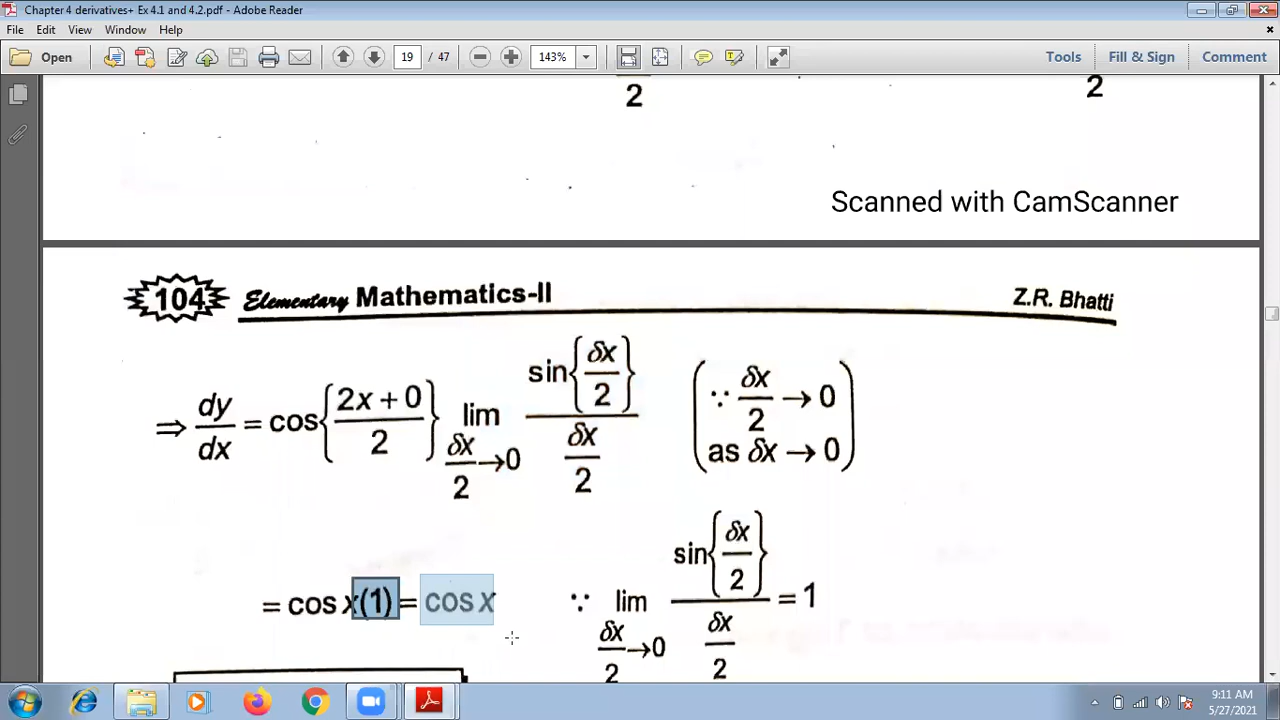 Chapter 4 derivatives+ Ex 4.1 and 4.2.pdf - Adobe Reader
File Edit View Window Help
Open 19 / 47 143% Tools Fill & Sign Comment
2 2
Scanned with CamScanner
104 Elementary Mathematics-II Z.R. Bhatti
⇒ dy/dx = cos{(2x + 0)/2} lim δx/2→0 sin{δx/2} / (δx/2) (∵ δx/2 → 0 as δx → 0)
= cos x(1) = cos x ∵ lim δx/2→0 sin{δx/2} / (δx/2) = 1
9:11 AM
5/27/2021